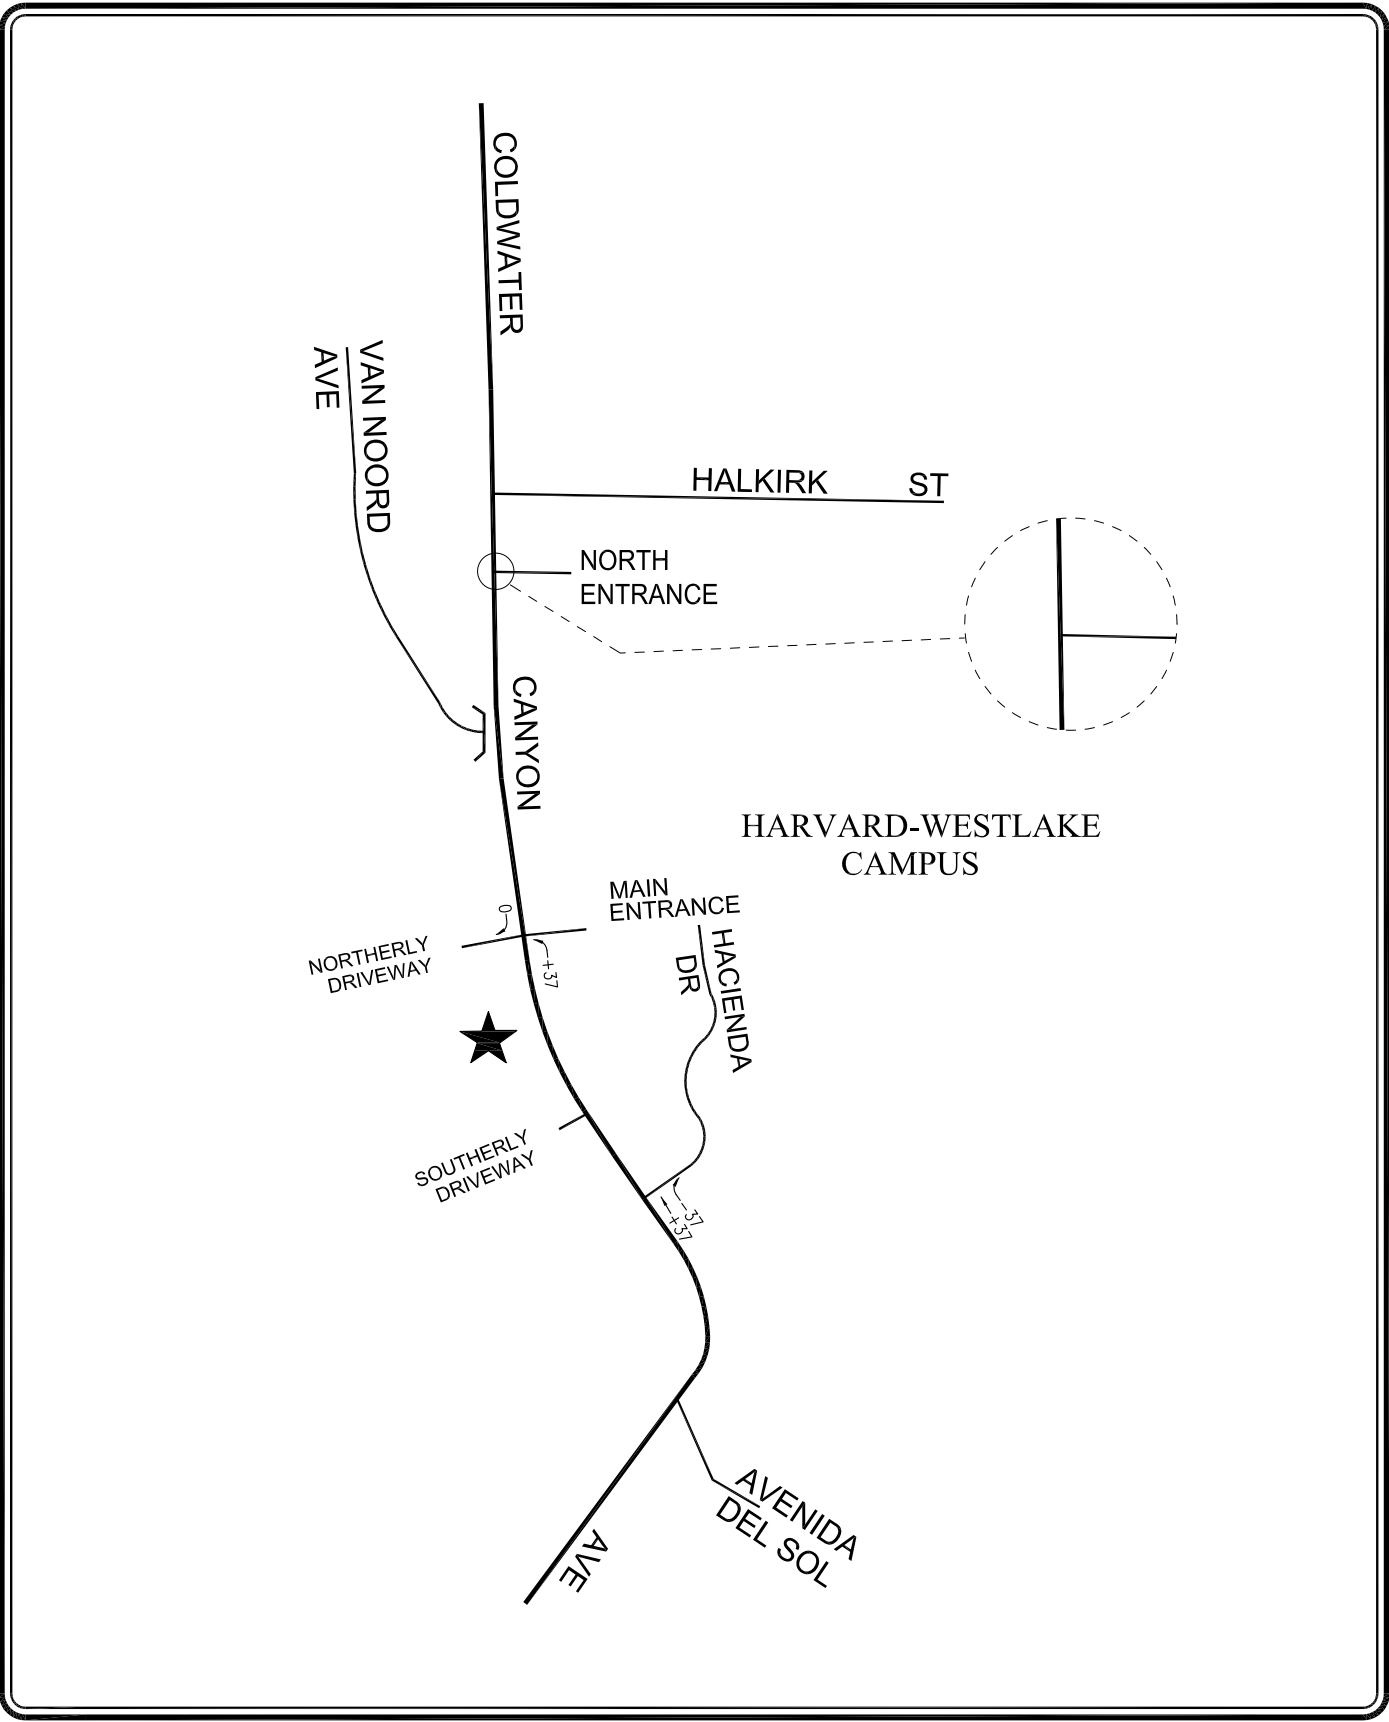 COLDWATER
VAN NOORD
AVE
HALKIRK ST
NORTH
ENTRANCE
CANYON
HARVARD-WESTLAKE
CAMPUS
MAIN
ENTRANCE
0
+37
NORTHERLY
DRIVEWAY
HACIENDA
DR
SOUTHERLY
DRIVEWAY
-37
+37
AVENIDA
DEL SOL
AVE